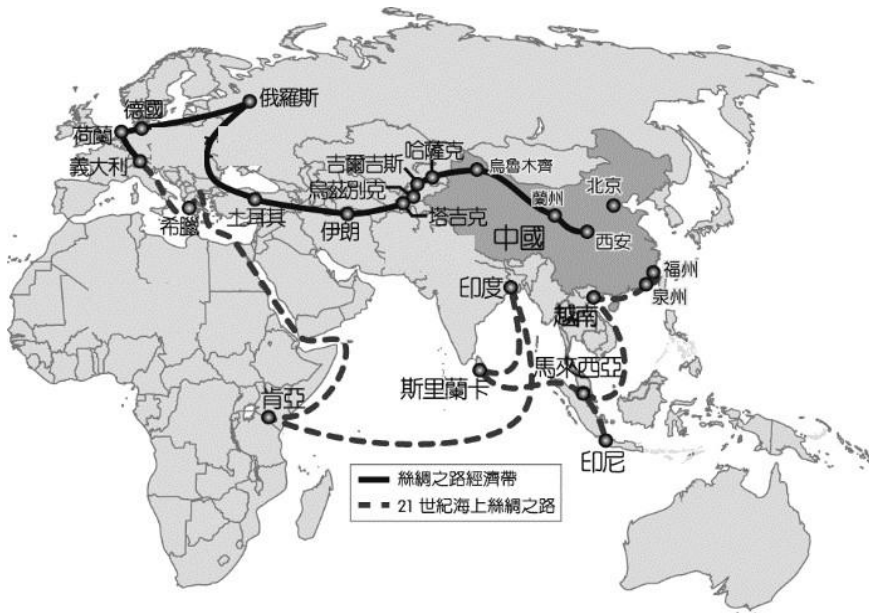 俄羅斯
德國
荷蘭
義大利
哈薩克
吉爾吉斯
烏魯木齊
烏茲別克
北京
蘭州
土耳其
希臘
伊朗
塔吉克
中國
西安
福州
泉州
印度
越南
馬來西亞
斯里蘭卡
肯亞
印尼
絲綢之路經濟帶
21世紀海上絲綢之路